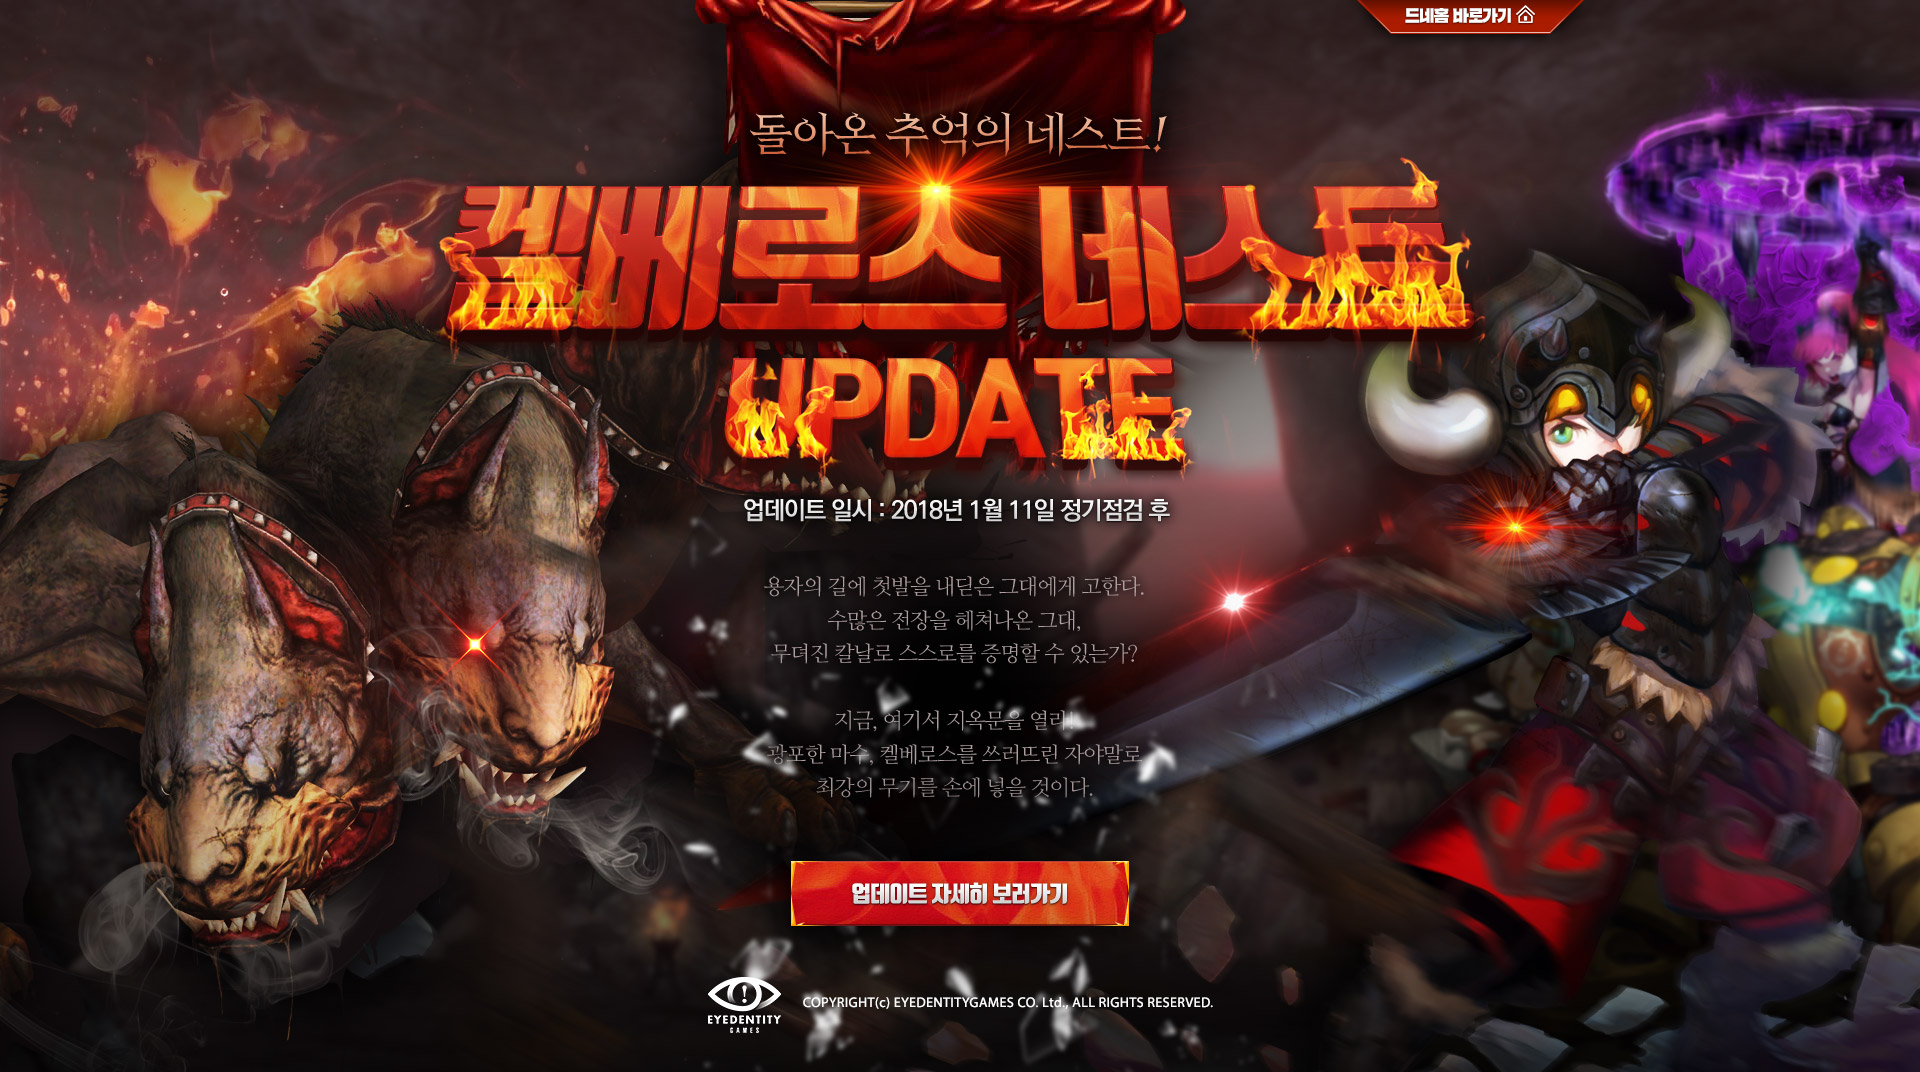 드네홈 바로가기
돌아온 추억의 네스트!
켈베로스 네스트
UPDATE
업데이트 일시 : 2018년 1월 11일 정기점검 후
용자의 길에 첫발을 내딛은 그대에게 고한다.
수많은 전장을 헤쳐나온 그대,
무뎌진 칼날로 스스로를 증명할 수 있는가?
지금, 여기서 지옥문을 열라!
광포한 마수, 켈베로스를 쓰러뜨린 자야말로
최강의 무기를 손에 넣을 것이다.
업데이트 자세히 보러가기
EYEDENTITY
GAMES
COPYRIGHT(c) EYEDENTITYGAMES CO. Ltd., ALL RIGHTS RESERVED.